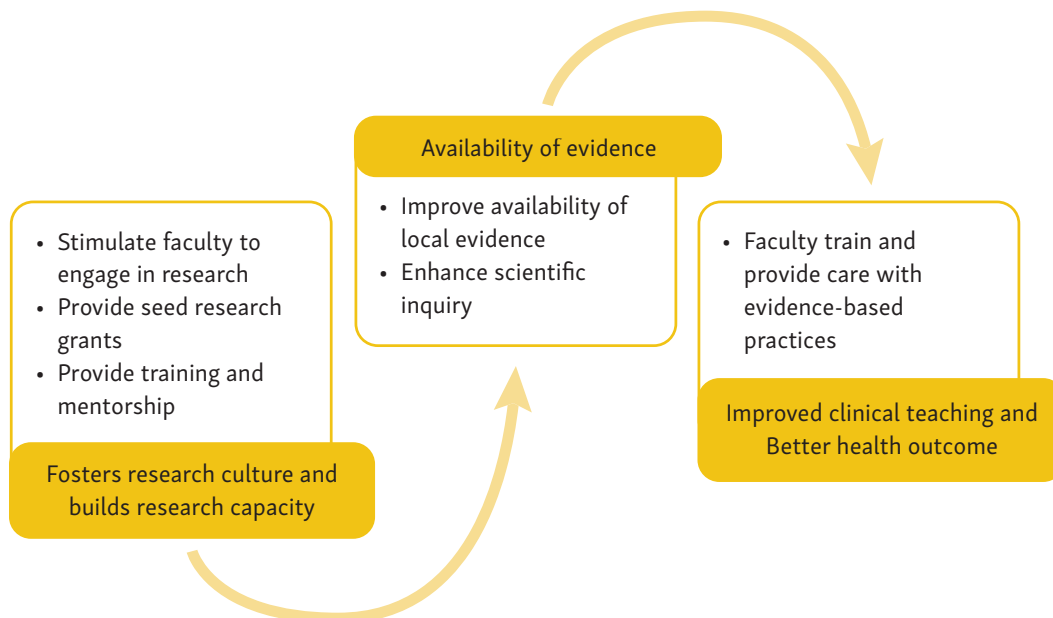 • Stimulate faculty to
engage in research
• Provide seed research
grants
• Provide training and
mentorship
Fosters research culture and
builds research capacity
Availability of evidence
• Improve availability of
local evidence
• Enhance scientific
inquiry
• Faculty train and
provide care with
evidence-based
practices
Improved clinical teaching and
Better health outcome